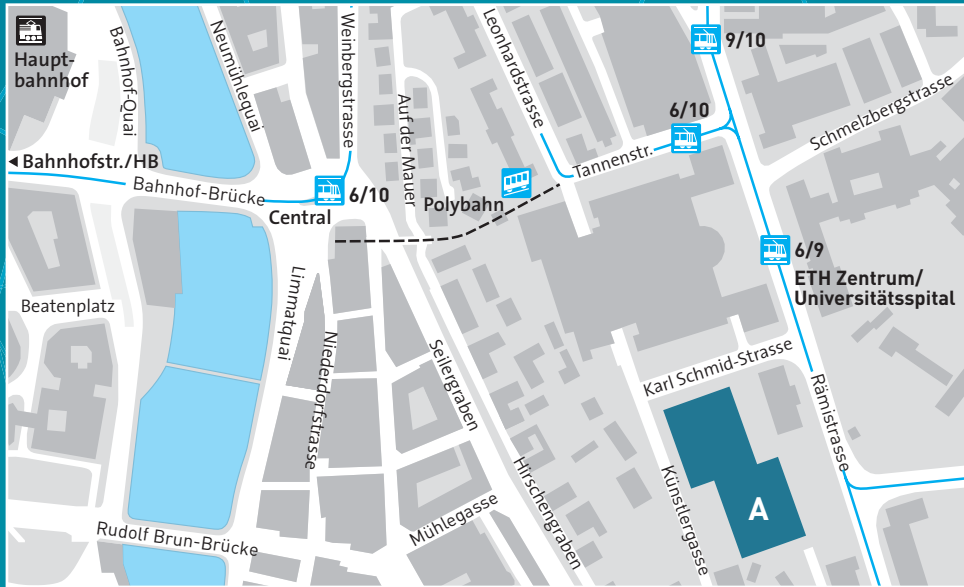 Haupt-
bahnhof
Bahnhof-Quai
Neumühlequai
Weinbergstrasse
Auf der Mauer
Leonhardstrasse
9/10
6/10
Schmelzbergstrasse
Tannenstr.
◄ Bahnhofstr./HB
Bahnhof-Brücke
6/10
Central
Polybahn
6/9
ETH Zentrum/
Universitätsspital
Beatenplatz
Limmatquai
Niederdorfstrasse
Seilergraben
Karl Schmid-Strasse
Rämistrasse
Hirschengraben
Künstlergasse
Mühlegasse
A
Rudolf Brun-Brücke